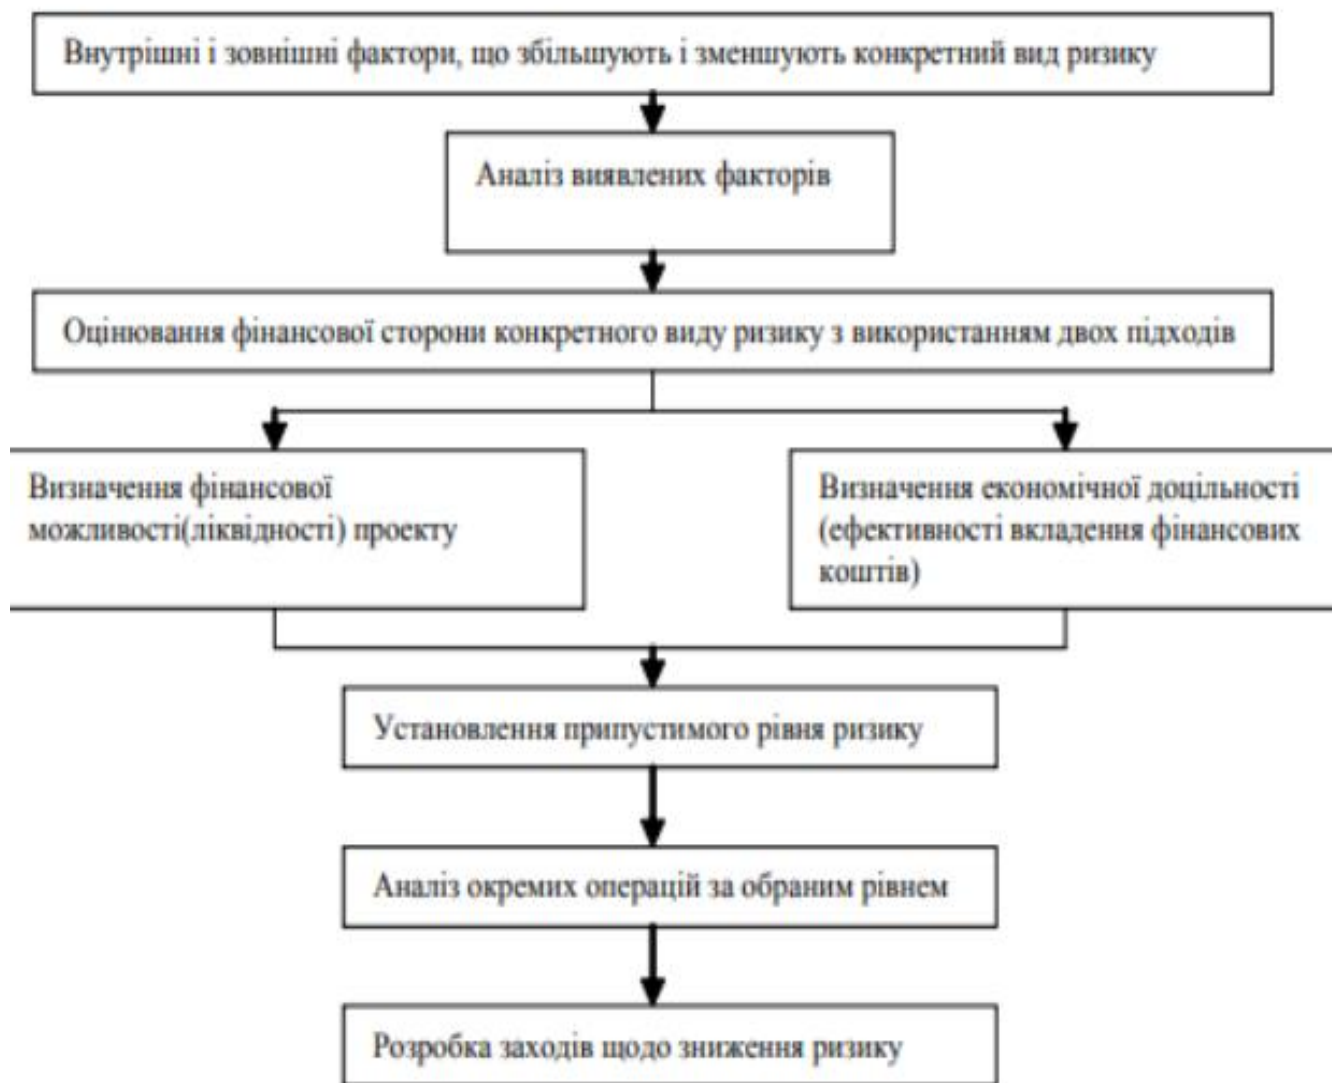 Внутрішні і зовнішні фактори, що збільшують і зменшують конкретний вид ризику
Аналіз виявлених факторів
Оцінювання фінансової сторони конкретного виду ризику з використанням двох підходів
Визначення фінансової
можливості(ліквідності) проекту
Визначення економічної доцільності
(ефективності вкладення фінансових
коштів)
Установлення припустимого рівня ризику
Аналіз окремих операцій за обраним рівнем
Розробка заходів щодо зниження ризику